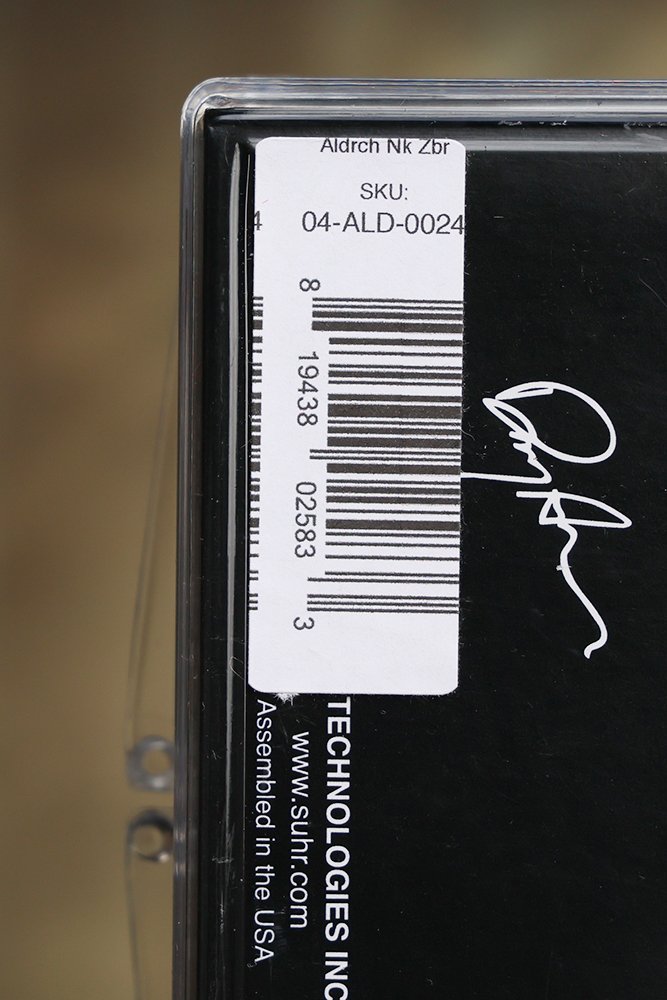 Aldrch Nk Zbr
SKU:
04-ALD-0024
4
8 19438 02583 3
TECHNOLOGIES INC
www.suhr.com
Assembled in the USA